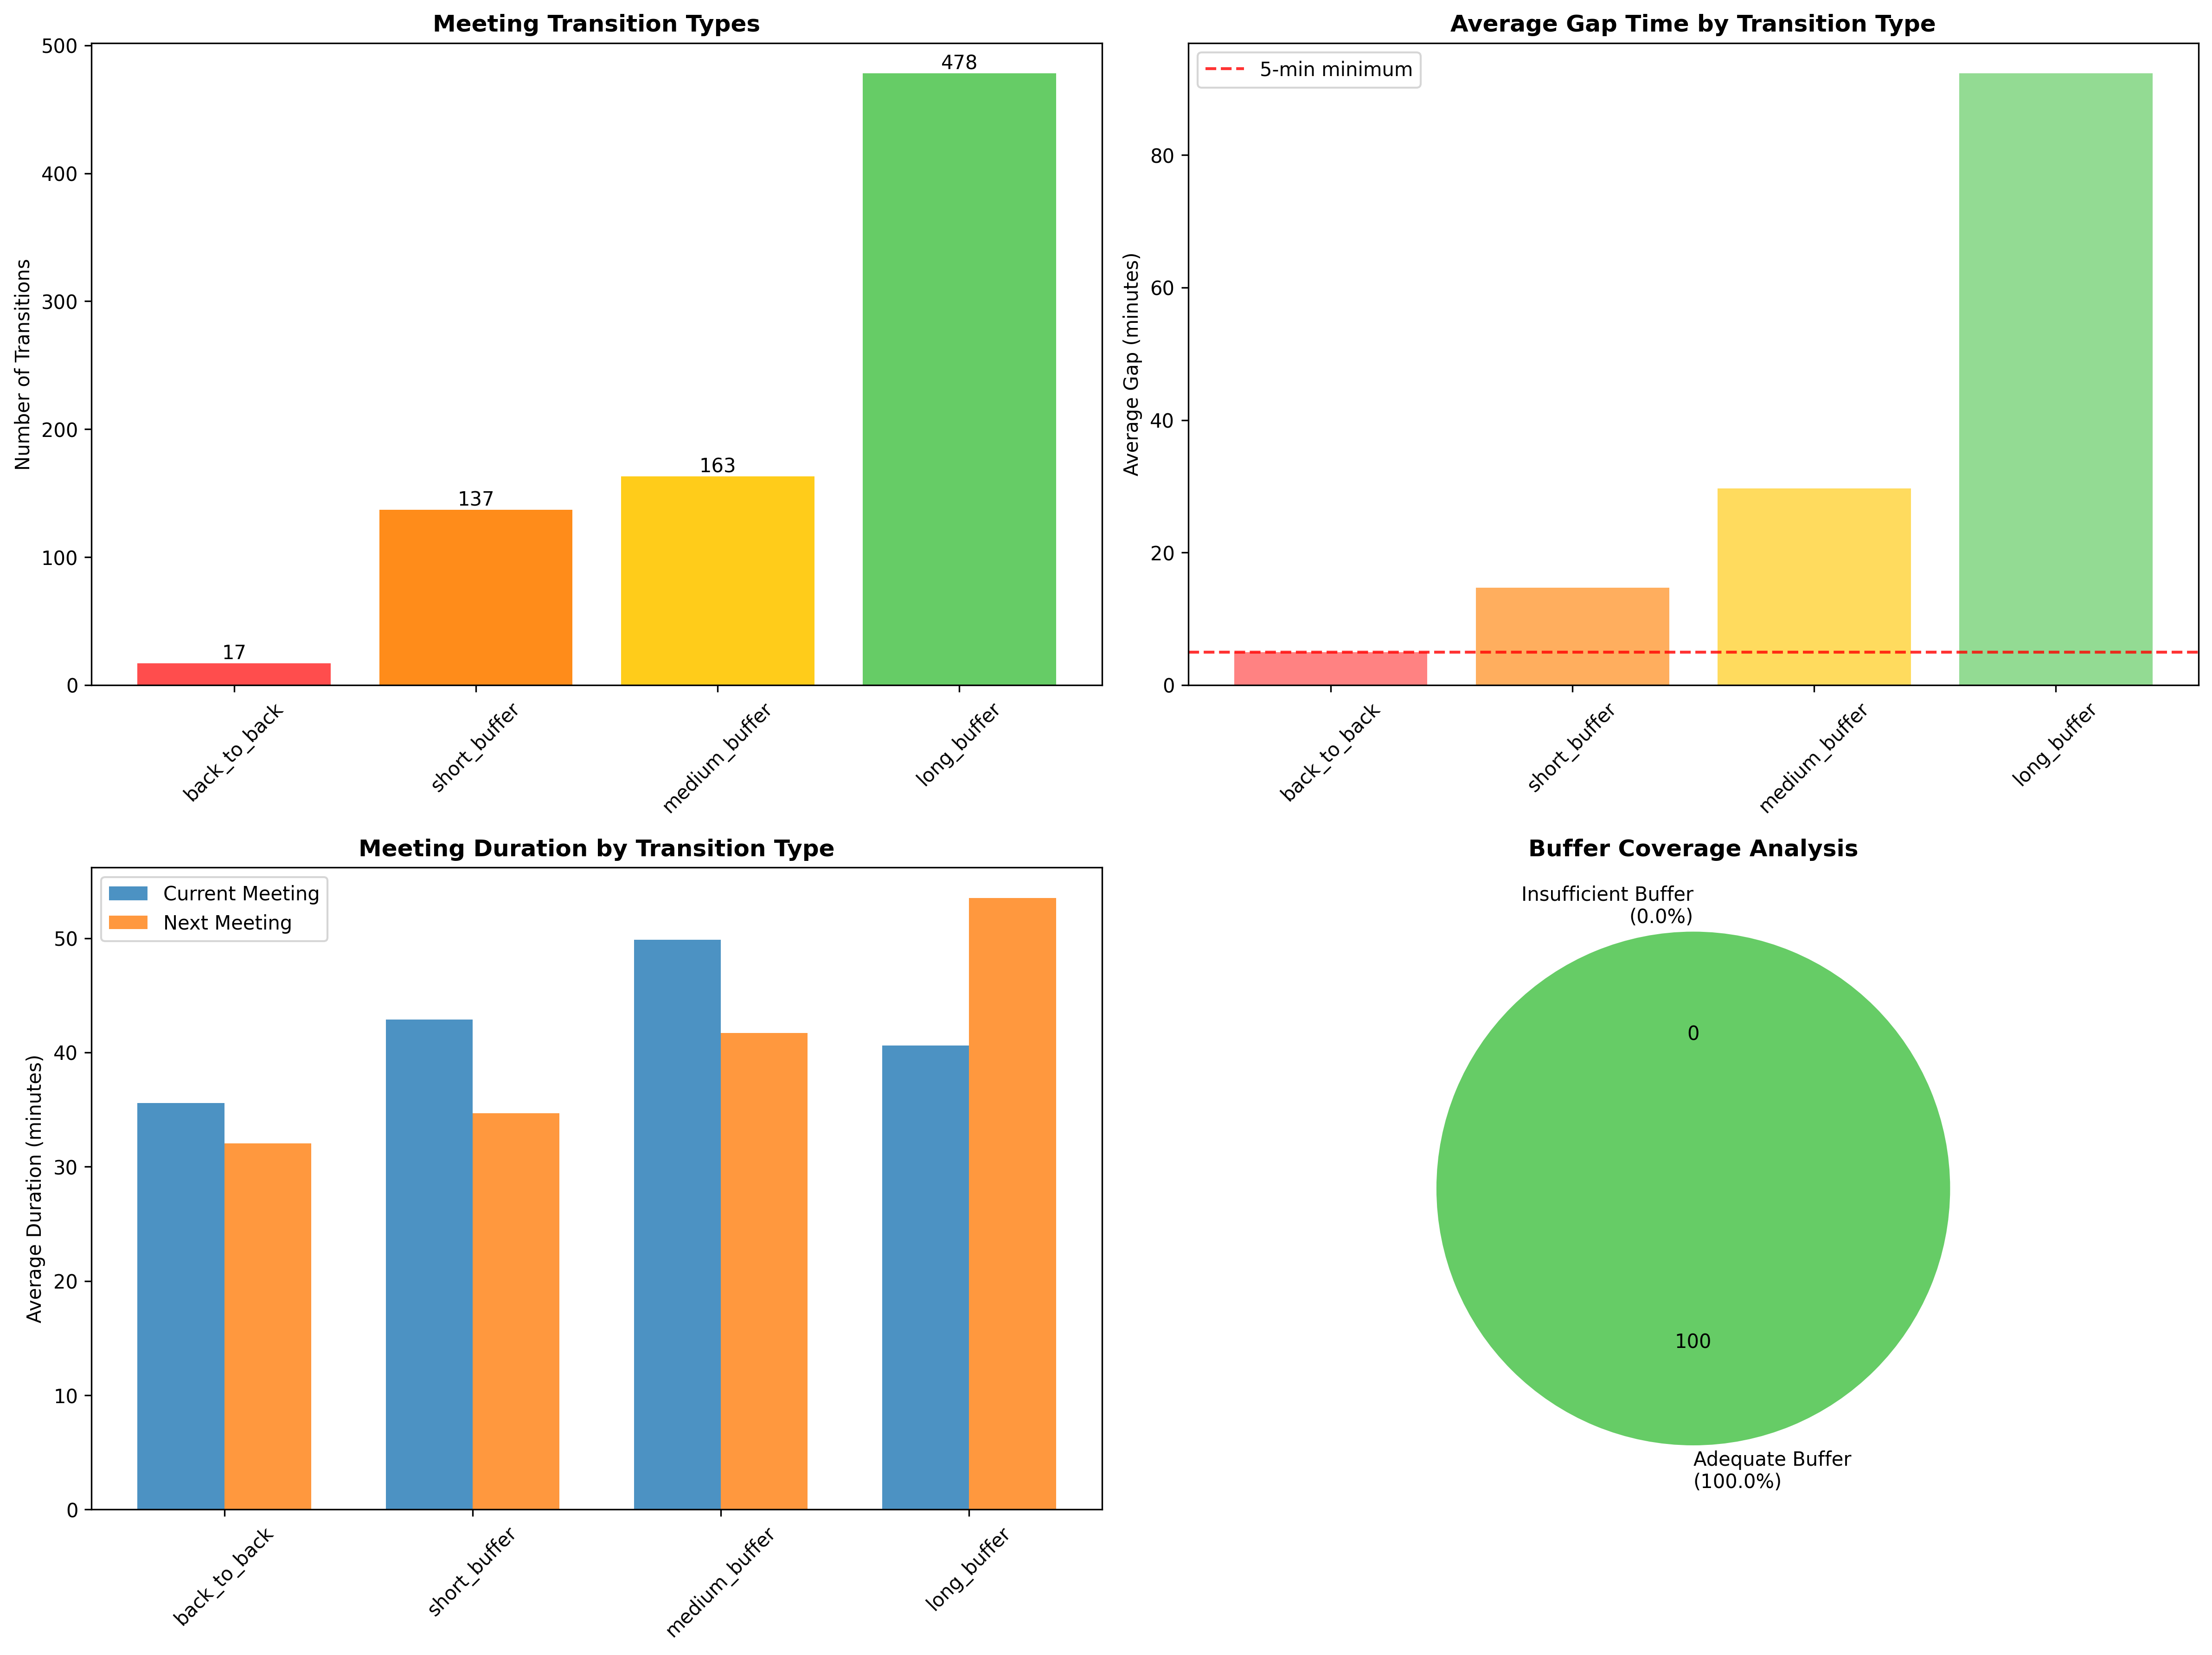 Meeting Transition Types
500
400
300
200
100
0
Number of Transitions
17
137
163
478
back_to_back
short_buffer
medium_buffer
long_buffer
Average Gap Time by Transition Type
5-min minimum
80
60
40
20
0
Average Gap (minutes)
back_to_back
short_buffer
medium_buffer
long_buffer
Meeting Duration by Transition Type
Current Meeting
Next Meeting
50
40
30
20
10
0
Average Duration (minutes)
back_to_back
short_buffer
medium_buffer
long_buffer
Buffer Coverage Analysis
Insufficient Buffer
(0.0%)
0
100
Adequate Buffer
(100.0%)